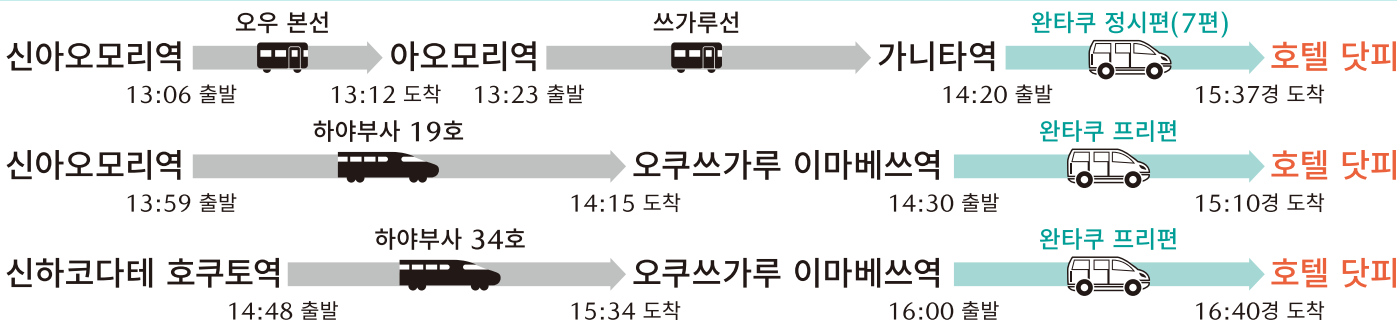 오우 본선 쓰가루선 완타쿠 정시편(7편)
신아오모리역 아오모리역 가니타역 호텔 닷피
13:06 출발 13:12 도착 13:23 출발 14:20 출발 15:37경 도착
하야부사 19호 완타쿠 프리편
신아오모리역 오쿠쓰가루 이마베쓰역 호텔 닷피
13:59 출발 14:15 도착 14:30 출발 15:10경 도착
하야부사 34호 완타쿠 프리편
신하코다테 호쿠토역 오쿠쓰가루 이마베쓰역 호텔 닷피
14:48 출발 15:34 도착 16:00 출발 16:40경 도착